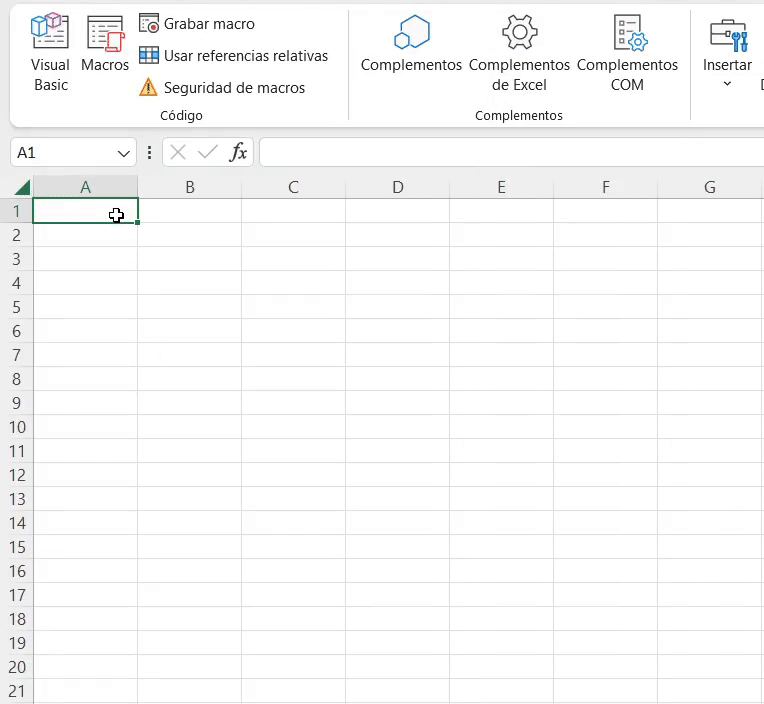 Visual
Basic
Macros
Grabar macro
Usar referencias relativas
Seguridad de macros
Código
Complementos
Complementos
de Excel
Complementos
COM
Complementos
Insertar
A1
fx
A B C D E F G
1
2
3
4
5
6
7
8
9
10
11
12
13
14
15
16
17
18
19
20
21